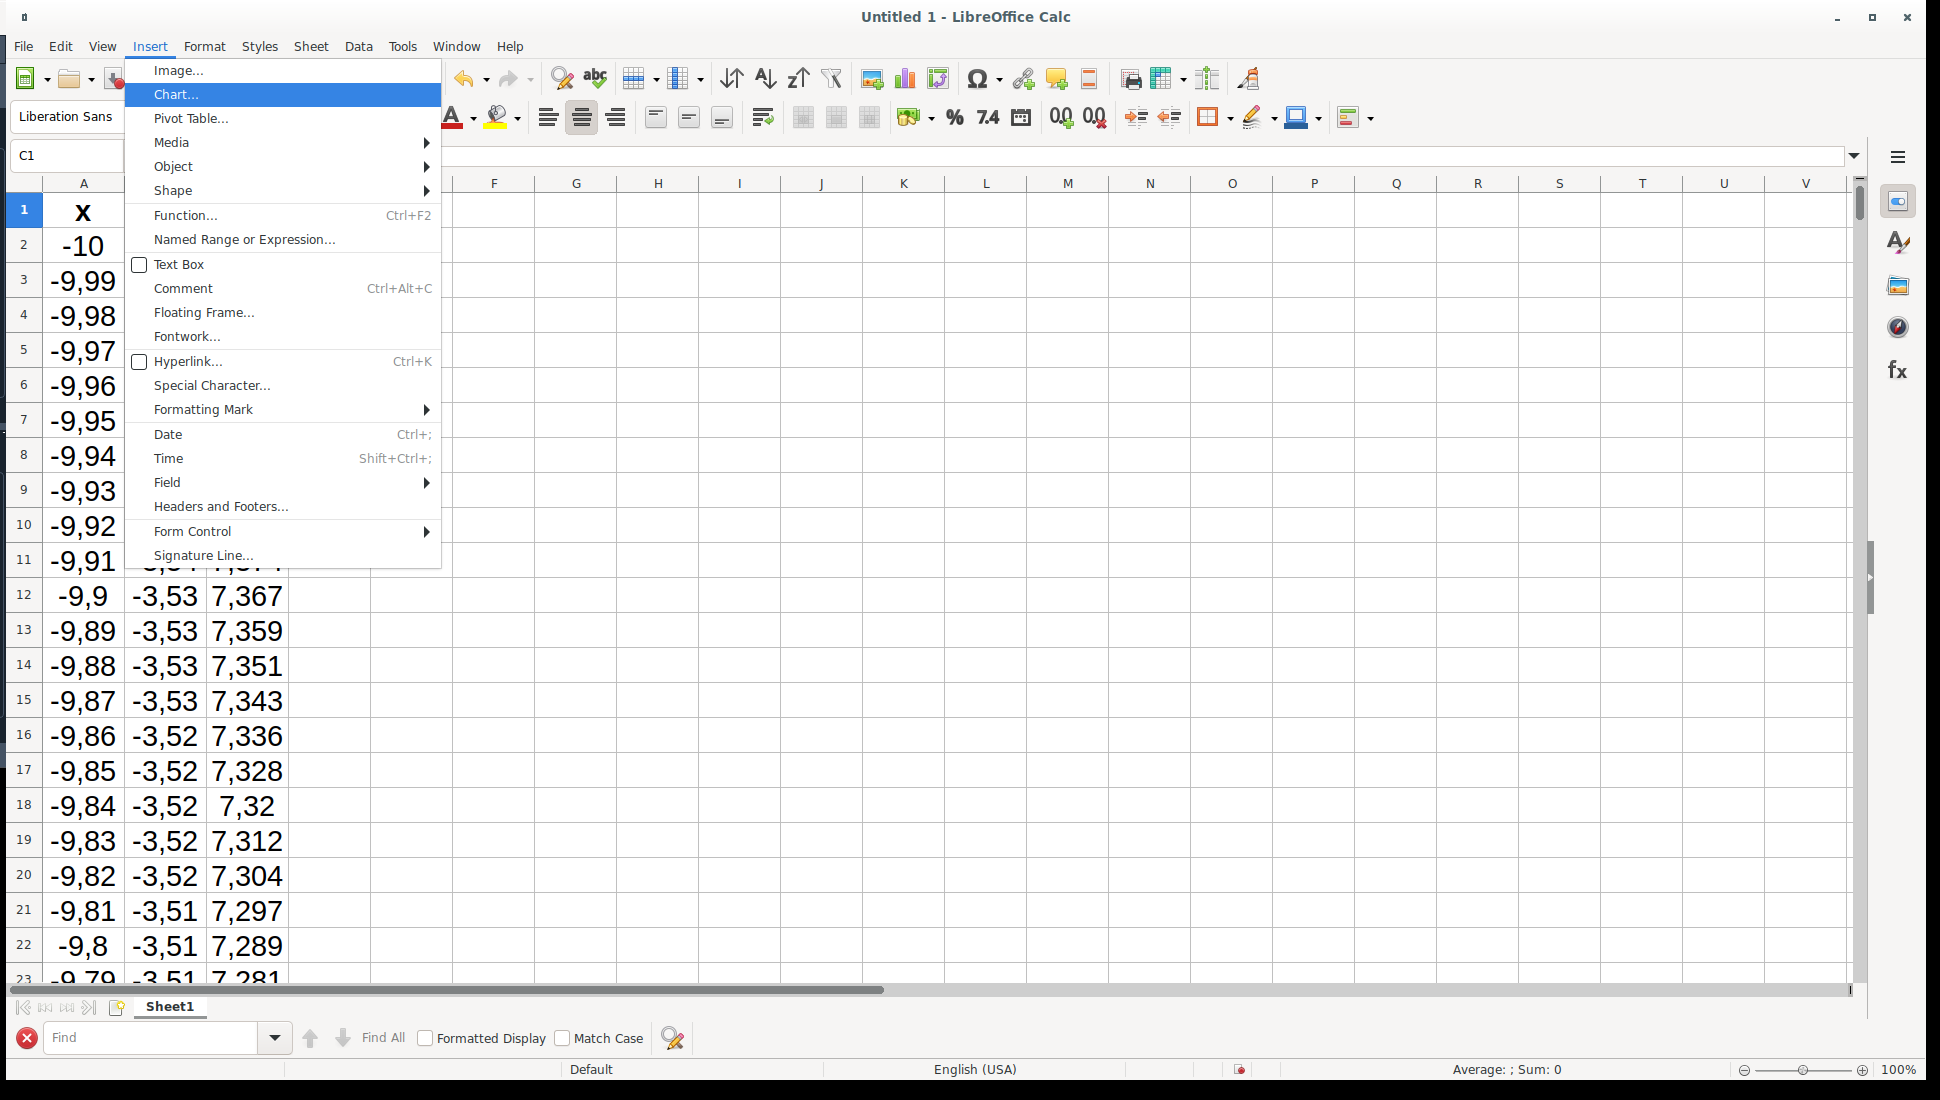 Untitled 1 - LibreOffice Calc
File Edit View Insert Format Styles Sheet Data Tools Window Help
Image...
Chart...
Pivot Table...
Media
Object
Shape
Function... Ctrl+F2
Named Range or Expression...
Text Box
Comment Ctrl+Alt+C
Floating Frame...
Fontwork...
Hyperlink... Ctrl+K
Special Character...
Formatting Mark
Date Ctrl+;
Time Shift+Ctrl+;
Field
Headers and Footers...
Form Control
Signature Line...
abc
Ω
Liberation Sans
A % 7.4 0,0 0,0
C1
A F G H I J K L M N O P Q R S T U V
fx
1 x
2 -10
3 -9,99
4 -9,98
5 -9,97
6 -9,96
7 -9,95
8 -9,94
9 -9,93
10 -9,92
11 -9,91
12 -9,9 -3,53 7,367
13 -9,89 -3,53 7,359
14 -9,88 -3,53 7,351
15 -9,87 -3,53 7,343
16 -9,86 -3,52 7,336
17 -9,85 -3,52 7,328
18 -9,84 -3,52 7,32
19 -9,83 -3,52 7,312
20 -9,82 -3,52 7,304
21 -9,81 -3,51 7,297
22 -9,8 -3,51 7,289
23 -9,79 -3,51 7,281
Sheet1
Find Find All Formatted Display Match Case
Default English (USA) Average: ; Sum: 0 100%